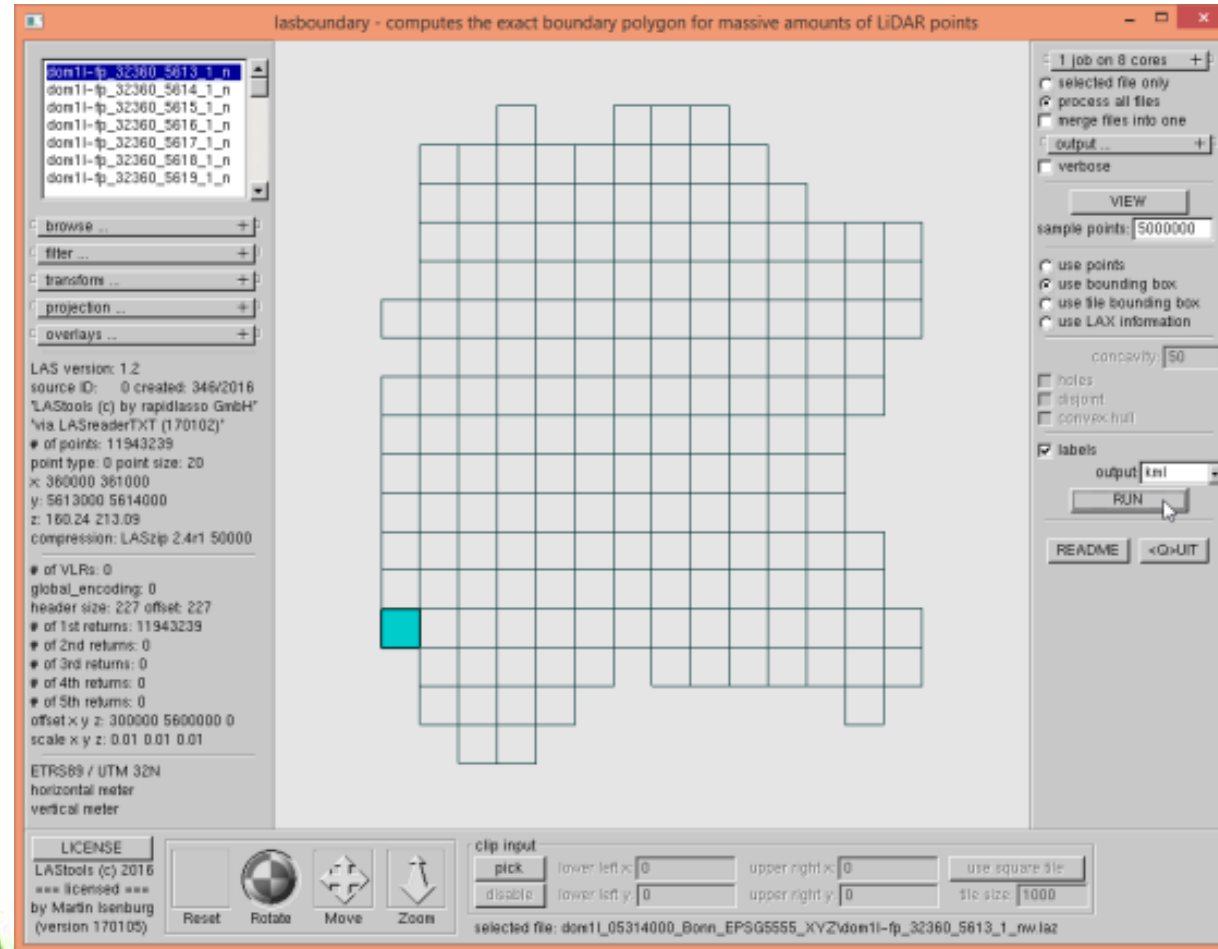 lasboundary - computes the exact boundary polygon for massive amounts of LiDAR points
dom1l-fp_32360_5613_1_n
dom1l-fp_32360_5614_1_n
dom1l-fp_32360_5615_1_n
dom1l-fp_32360_5616_1_n
dom1l-fp_32360_5617_1_n
dom1l-fp_32360_5618_1_n
dom1l-fp_32360_5619_1_n
browse ...
filter ...
transform ...
projection ...
overlays ...
LAS version: 1.2
source ID: 0 created: 346/2016
"LAStools (c) by rapidlasso GmbH"
"via LASreaderTXT (170102)"
# of points: 11943239
point type: 0 point size: 20
x: 360000 361000
y: 5613000 5614000
z: 160.24 213.09
compression: LASzip 2.4r1 50000
# of VLRs: 0
global_encoding: 0
header size: 227 offset: 227
# of 1st returns: 11943239
# of 2nd returns: 0
# of 3rd returns: 0
# of 4th returns: 0
# of 5th returns: 0
offset x y z: 300000 5600000 0
scale x y z: 0.01 0.01 0.01
ETRS89 / UTM 32N
horizontal meter
vertical meter
1 job on 8 cores +
selected file only
process all files
merge files into one
output ... +
verbose
VIEW
sample points: 5000000
use points
use bounding box
use tile bounding box
use LAX information
concavity: 50
holes
disjoint
convex hull
labels
output: kml
RUN
README
<Q>UIT
LICENSE
LAStools (c) 2016
=== licensed ===
by Martin Isenburg
(version 170105)
Reset
Rotate
Move
Zoom
clip input
pick
lower left x: 0
upper right x: 0
use square tile
disable
lower left y: 0
upper right y: 0
tile size: 1000
selected file: dom1l_05314000_Bonn_EPSG5555_XYZ\dom1l-fp_32360_5613_1_nw.laz